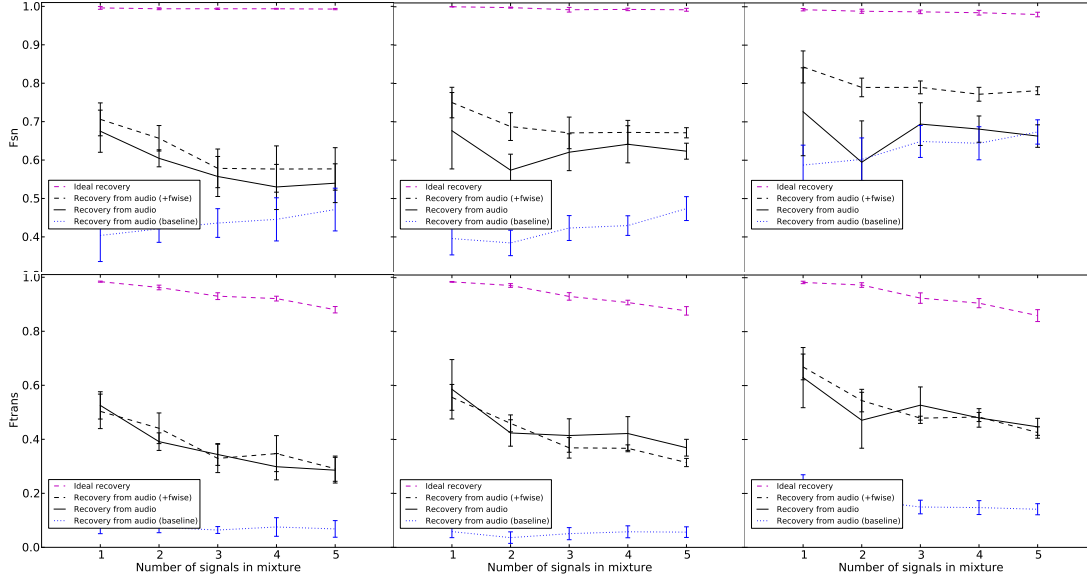 1.0
0.9
0.8
0.7
0.6
0.5
0.4
Fsn
Ideal recovery
Recovery from audio (+fwise)
Recovery from audio
Recovery from audio (baseline)
Ideal recovery
Recovery from audio (+fwise)
Recovery from audio
Recovery from audio (baseline)
Ideal recovery
Recovery from audio (+fwise)
Recovery from audio
Recovery from audio (baseline)
1.0
0.8
0.6
0.4
0.2
0.0
Ftrans
Ideal recovery
Recovery from audio (+fwise)
Recovery from audio
Recovery from audio (baseline)
Ideal recovery
Recovery from audio (+fwise)
Recovery from audio
Recovery from audio (baseline)
Ideal recovery
Recovery from audio (+fwise)
Recovery from audio
Recovery from audio (baseline)
1 2 3 4 5
Number of signals in mixture
1 2 3 4 5
Number of signals in mixture
1 2 3 4 5
Number of signals in mixture